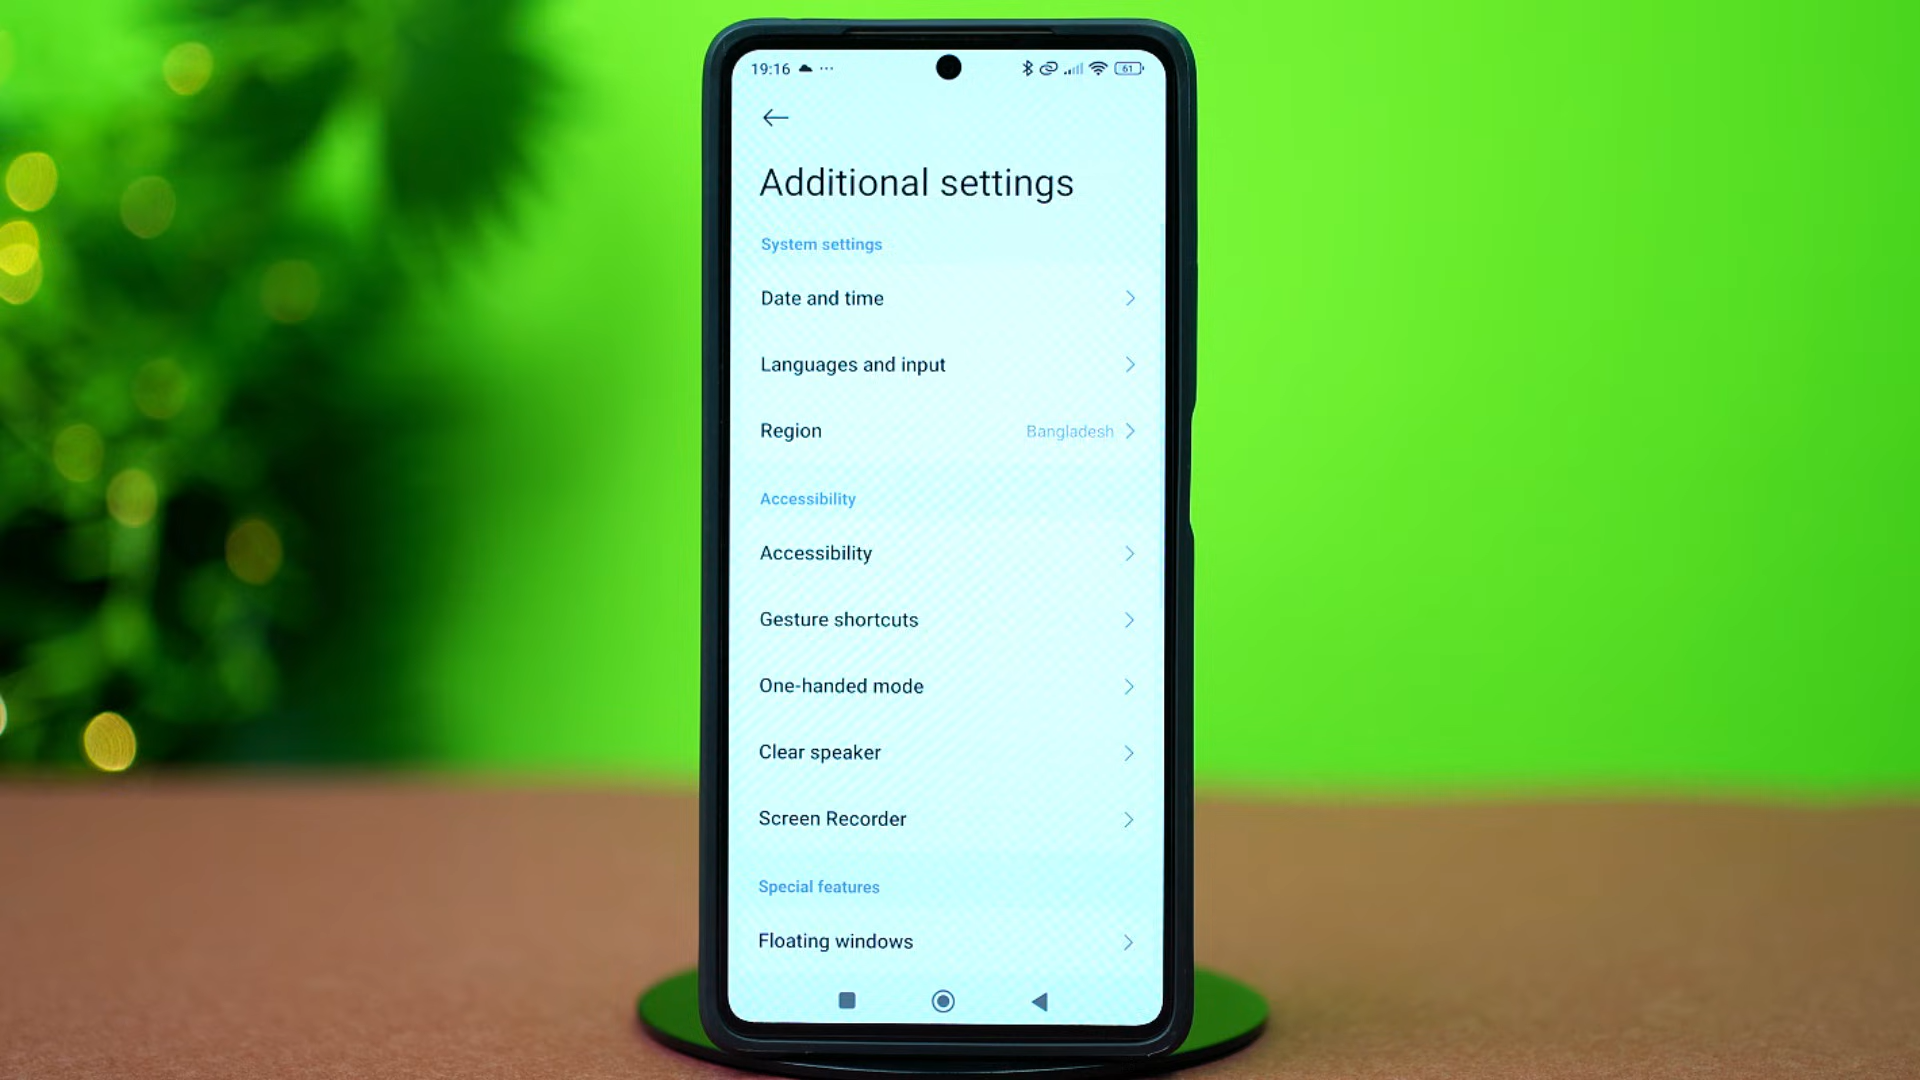 19:16 ... 61
Additional settings
System settings
Date and time
Languages and input
Region Bangladesh
Accessibility
Accessibility
Gesture shortcuts
One-handed mode
Clear speaker
Screen Recorder
Special features
Floating windows